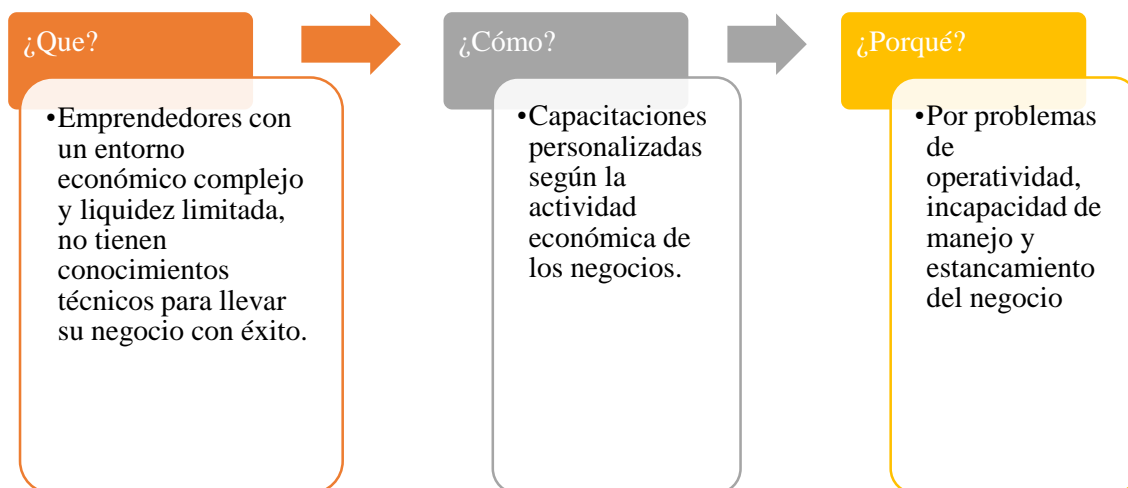 ¿Que?
•Emprendedores con
un entorno
económico complejo
y liquidez limitada,
no tienen
conocimientos
técnicos para llevar
su negocio con éxito.
¿Cómo?
•Capacitaciones
personalizadas
según la
actividad
económica de
los negocios.
¿Porqué?
•Por problemas
de
operatividad,
incapacidad de
manejo y
estancamiento
del negocio